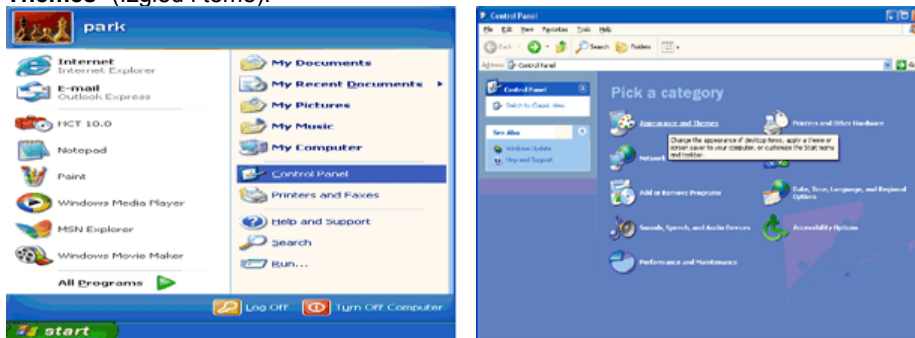 Themes" (izgled i teme).
park
Internet
Internet Explorer
E-mail
Outlook Express
HCT 10.0
Notepad
Paint
Windows Media Player
MSN Explorer
Windows Movie Maker
All Programs
My Documents
My Recent Documents
My Pictures
My Music
My Computer
Control Panel
Printers and Faxes
Help and Support
Search
Run...
Log Off
Turn Off Computer
start
Control Panel
File Edit View Favorites Tools Help
Back
Search
Folders
Address
Control Panel
Control Panel
Switch to Classic View
See Also
Windows Update
Help and Support
Pick a category
Appearance and Themes
Printers and Other Hardware
Change the appearance of desktop items, apply a theme or
screen saver to your computer, or customize the Start menu
and taskbar.
Network
Add or Remove Programs
Date, Time, Language, and Regional
Options
Sounds, Speech, and Audio Devices
Accessibility Options
Performance and Maintenance